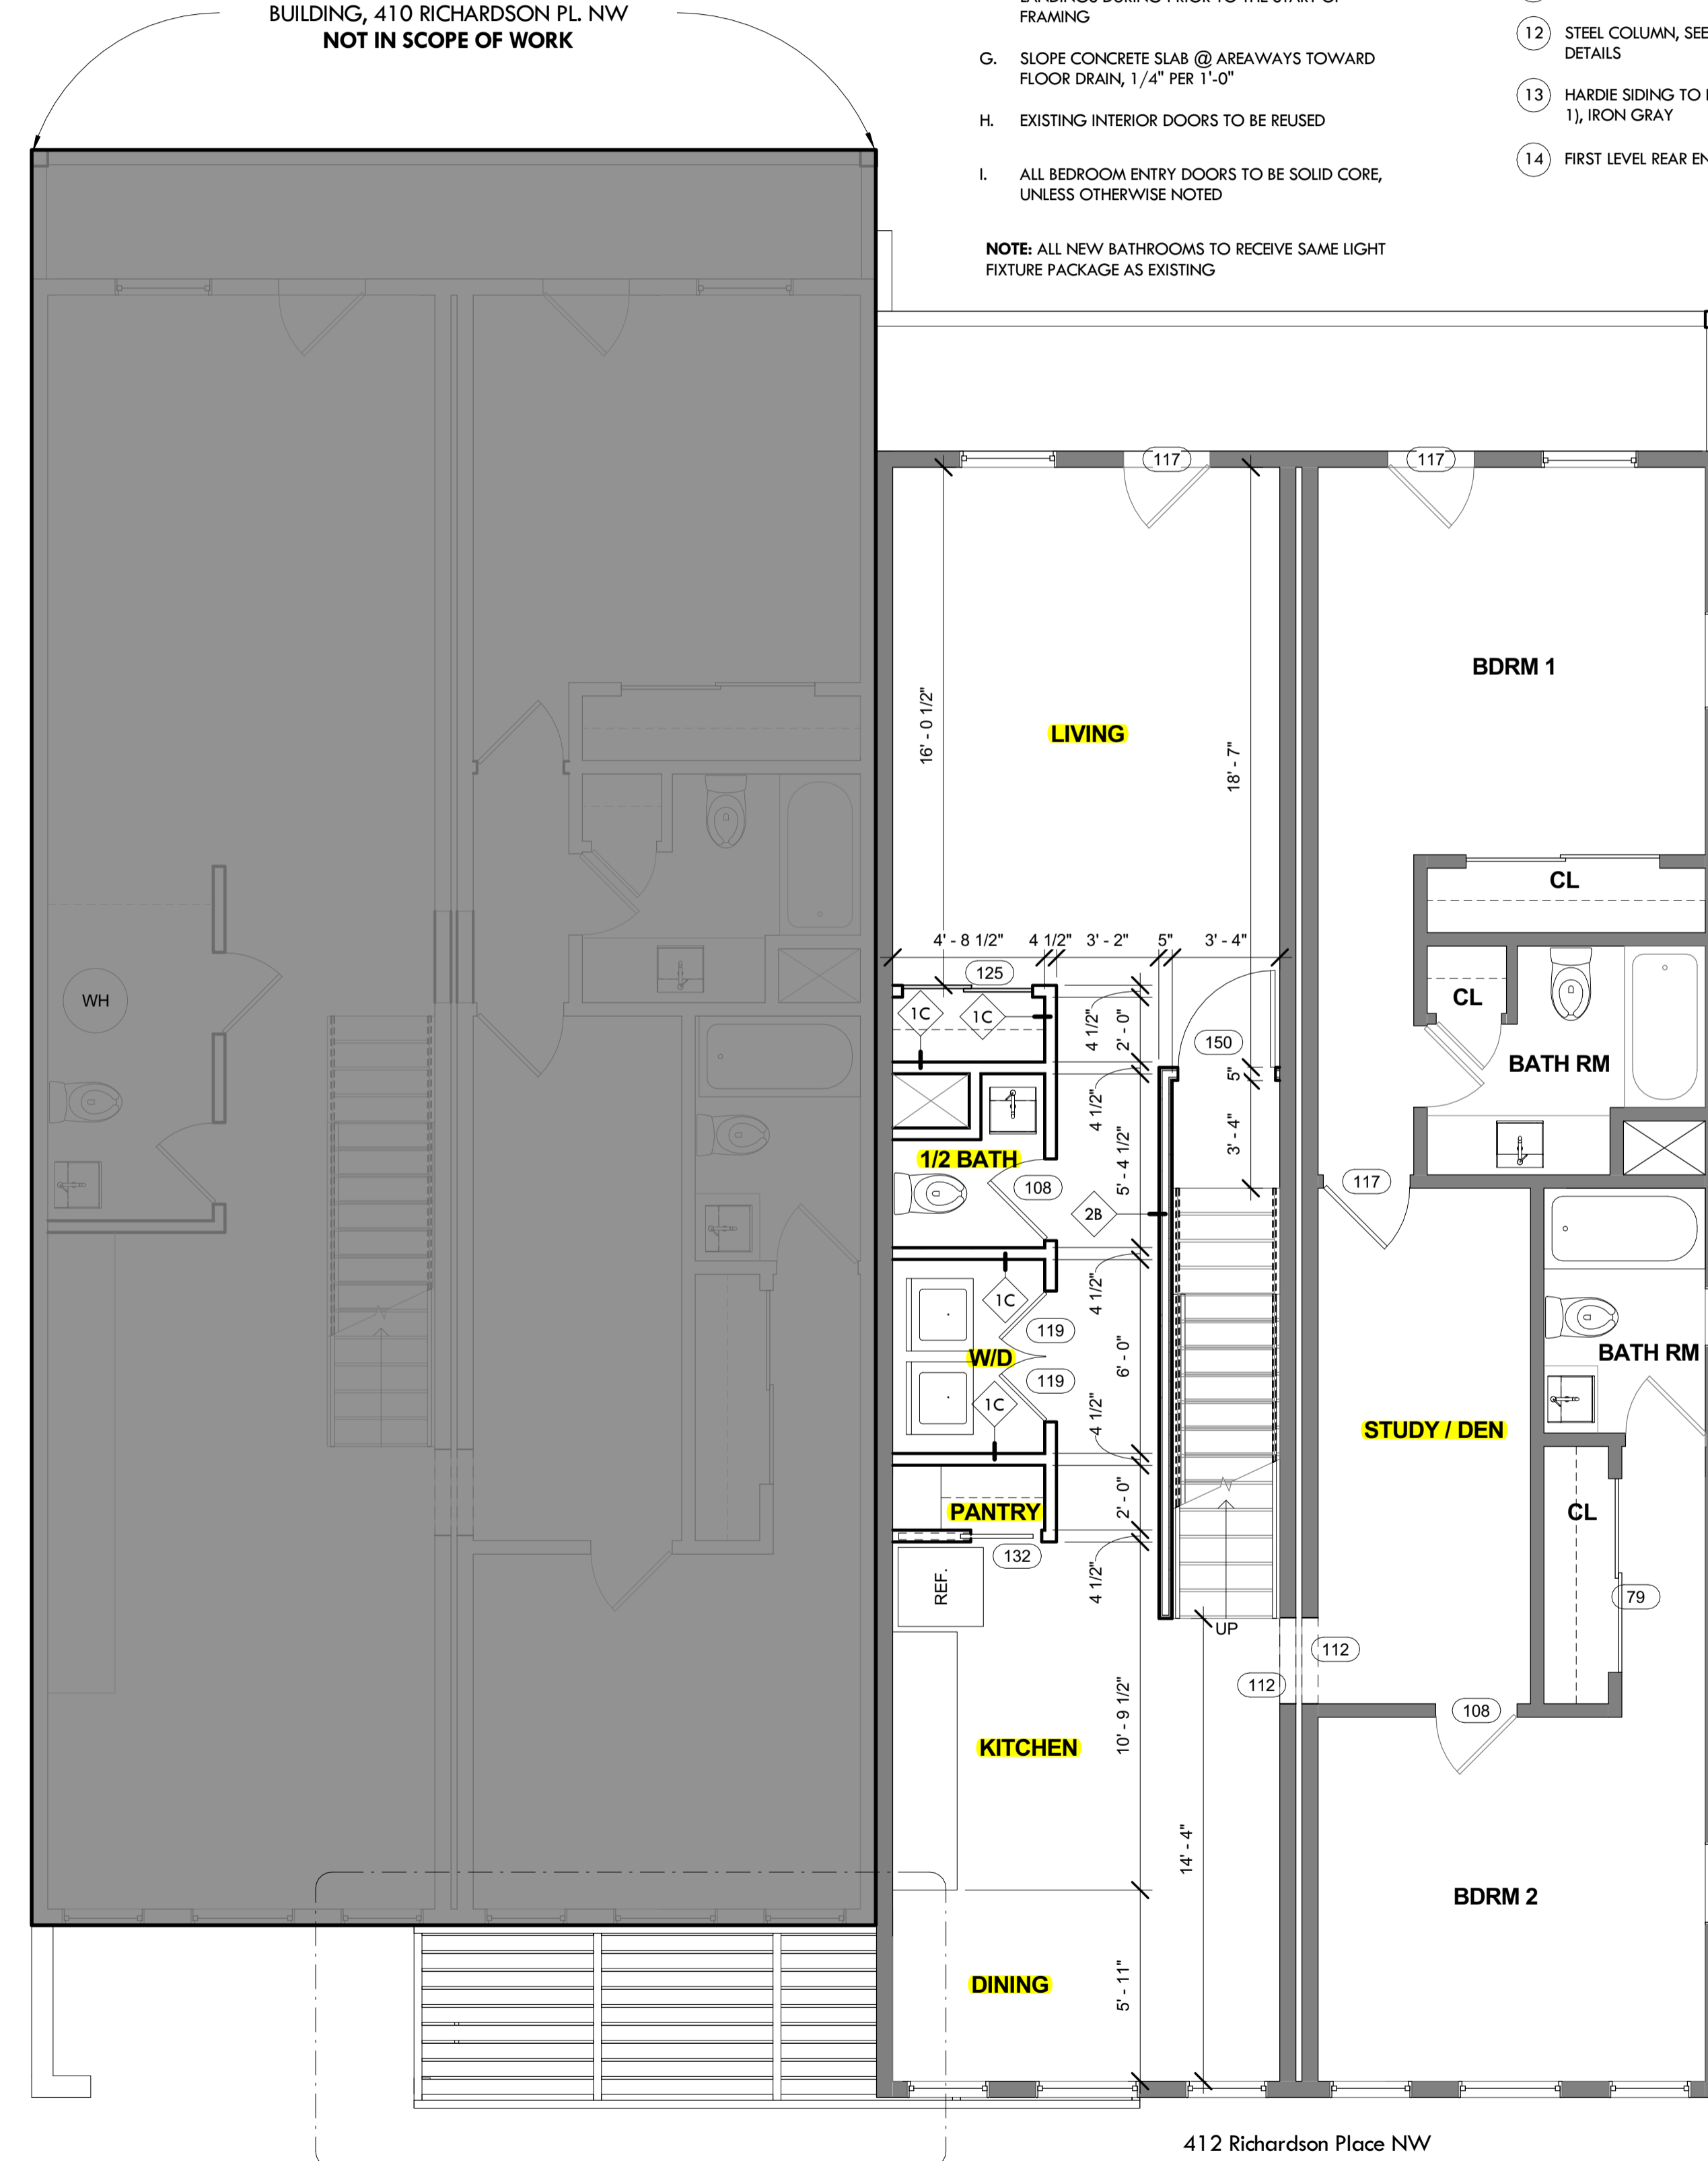 BUILDING, 410 RICHARDSON PL. NW
NOT IN SCOPE OF WORK
LANDINGS DURING PRIOR TO THE START OF
FRAMING
G. SLOPE CONCRETE SLAB @ AREAWAYS TOWARD
FLOOR DRAIN, 1/4" PER 1'-0"
H. EXISTING INTERIOR DOORS TO BE REUSED
I. ALL BEDROOM ENTRY DOORS TO BE SOLID CORE,
UNLESS OTHERWISE NOTED
NOTE: ALL NEW BATHROOMS TO RECEIVE SAME LIGHT
FIXTURE PACKAGE AS EXISTING
12 STEEL COLUMN, SEE
DETAILS
13 HARDIE SIDING TO
1), IRON GRAY
14 FIRST LEVEL REAR
117
117
BDRM 1
16' - 0 1/2"
LIVING
18' - 7"
CL
4' - 8 1/2"
4 1/2"
3' - 2"
5"
3' - 4"
125
WH
1C
1C
4 1/2"
2' - 0"
150
CL
BATH RM
5"
4 1/2"
3' - 4"
1/2 BATH
5' - 4 1/2"
108
117
2B
1C
4 1/2"
119
W/D
6' - 0"
BATH RM
119
1C
4 1/2"
STUDY / DEN
PANTRY
2' - 0"
CL
132
REF.
4 1/2"
79
UP
112
112
10' - 9 1/2"
108
KITCHEN
14' - 4"
BDRM 2
DINING
5' - 11"
412 Richardson Place NW